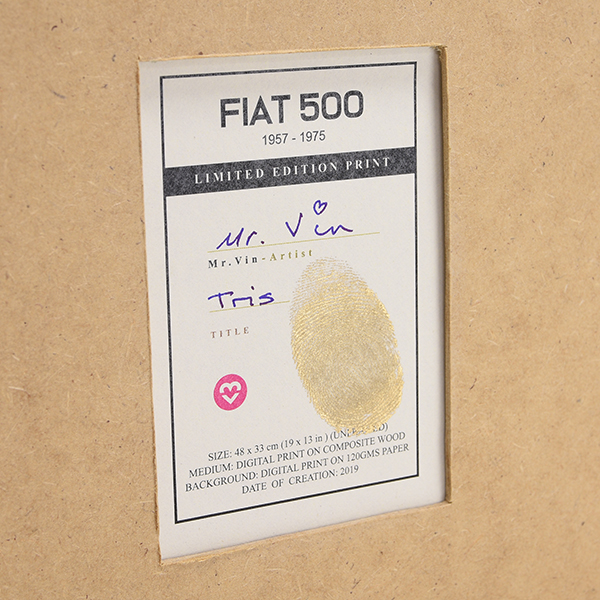 FIAT 500
1957 - 1975
LIMITED EDITION PRINT
Mr. Vin
Mr.Vin-Artist
Tris
TITLE
SIZE: 48 x 33 cm (19 x 13 in )
MEDIUM: DIGITAL PRINT ON COMPOSITE WOOD
BACKGROUND: DIGITAL PRINT ON 120GMS PAPER
DATE OF CREATION: 2019